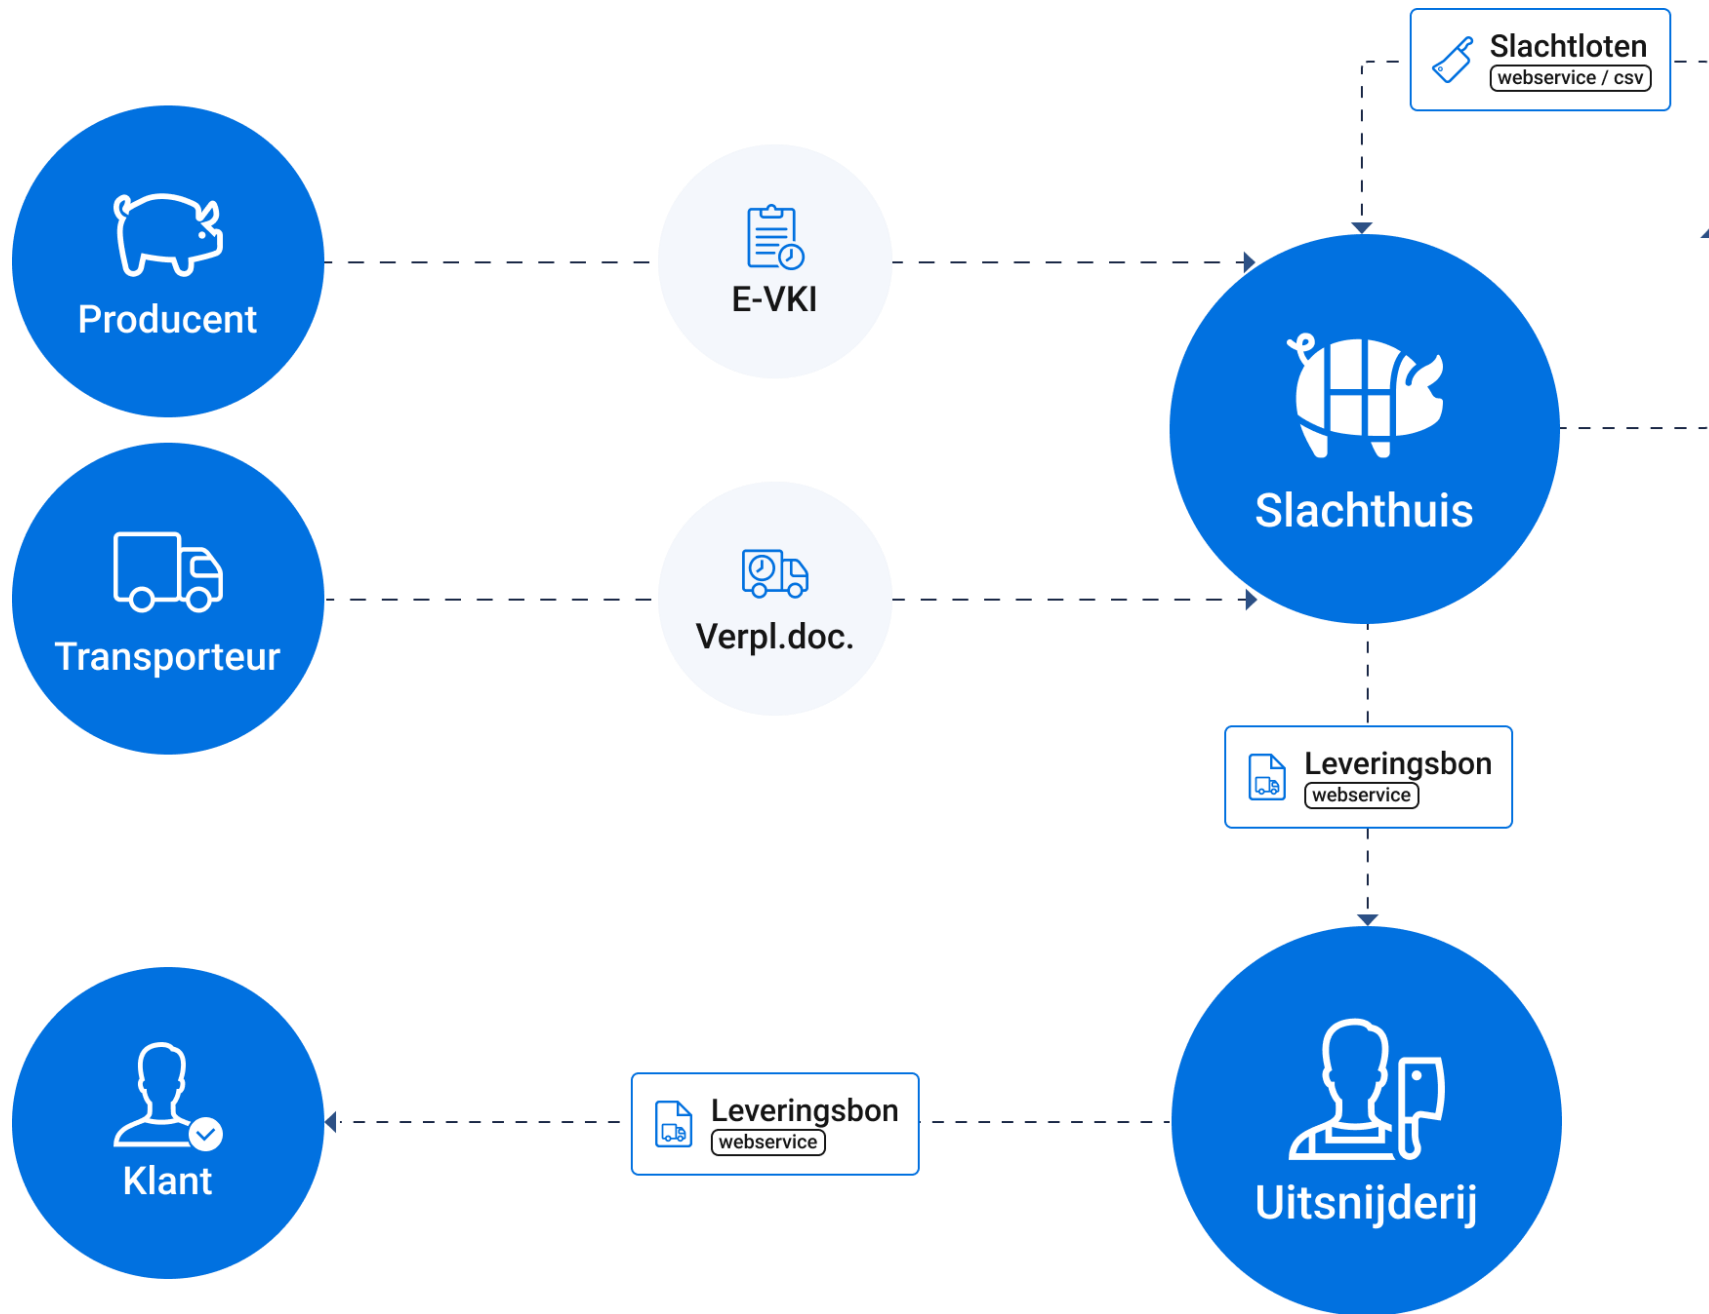 Slachtloten
webservice / csv
Producent
E-VKI
Slachthuis
Transporteur
Verpl.doc.
Leveringsbon
webservice
Klant
Leveringsbon
webservice
Uitsnijderij